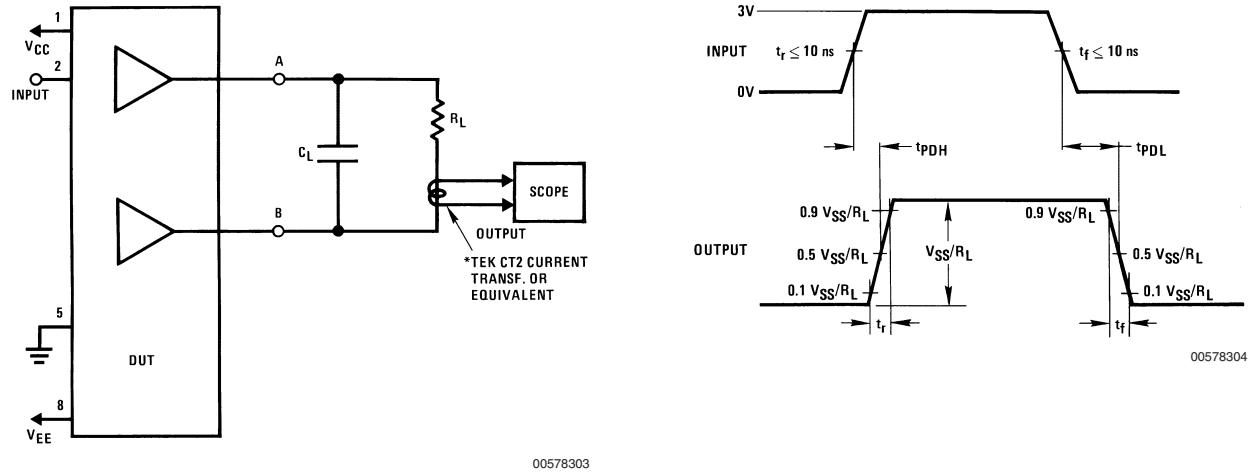 1
VCC
2
INPUT
A
B
CL
RL
SCOPE
OUTPUT
*TEK CT2 CURRENT
TRANSF. OR
EQUIVALENT
5
DUT
8
VEE
00578303
3V
INPUT
tr ≤ 10 ns
tf ≤ 10 ns
0V
tPDH
tPDL
0.9 VSS/RL
0.9 VSS/RL
OUTPUT
0.5 VSS/RL
VSS/RL
0.5 VSS/RL
0.1 VSS/RL
0.1 VSS/RL
tr
tf
00578304